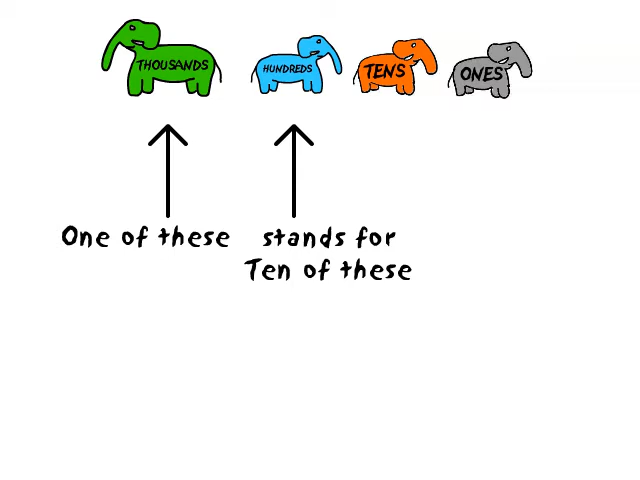 THOUSANDS HUNDREDS TENS ONES
One of these stands for
Ten of these